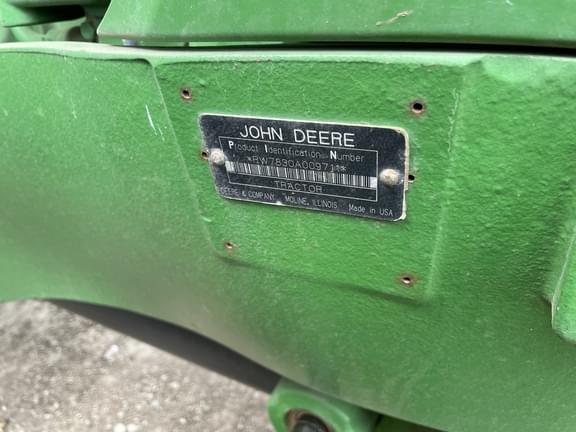 JOHN DEERE
Product Identification Number
*RW7830A009711*
TRACTOR
DEERE & COMPANY MOLINE, ILLINOIS Made in USA